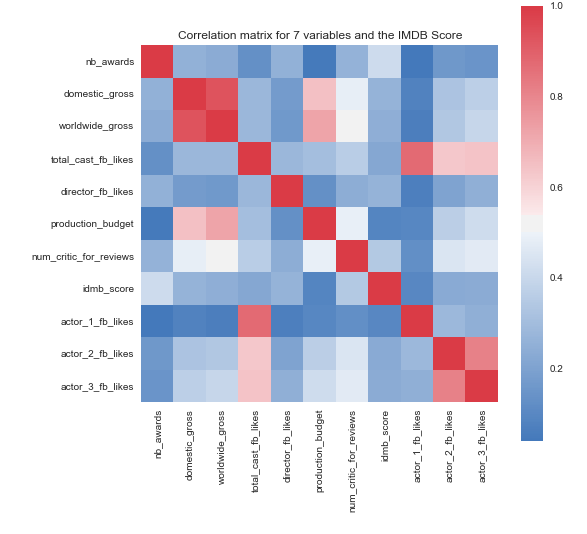 Correlation matrix for 7 variables and the IMDB Score
nb_awards
domestic_gross
worldwide_gross
total_cast_fb_likes
director_fb_likes
production_budget
num_critic_for_reviews
idmb_score
actor_1_fb_likes
actor_2_fb_likes
actor_3_fb_likes
nb_awards
domestic_gross
worldwide_gross
total_cast_fb_likes
director_fb_likes
production_budget
num_critic_for_reviews
idmb_score
actor_1_fb_likes
actor_2_fb_likes
actor_3_fb_likes
1.0
0.8
0.6
0.4
0.2